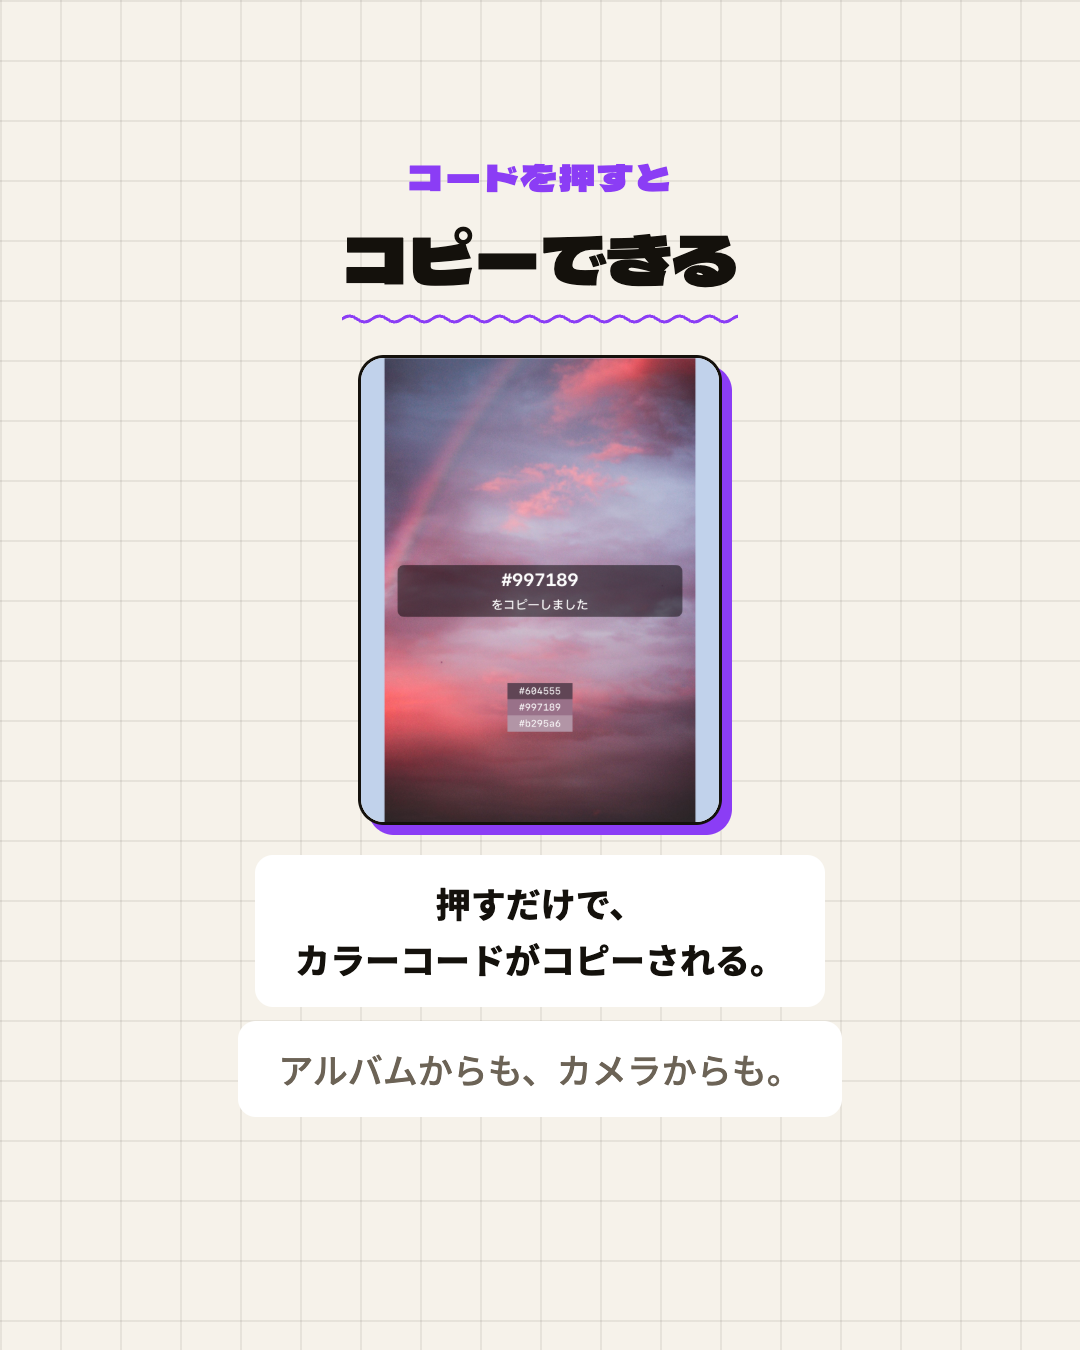 コードを押すと
コピーできる
#997189
をコピーしました
#604555
#997189
#b295a6
押すだけで、
カラーコードがコピーされる。
アルバムからも、カメラからも。